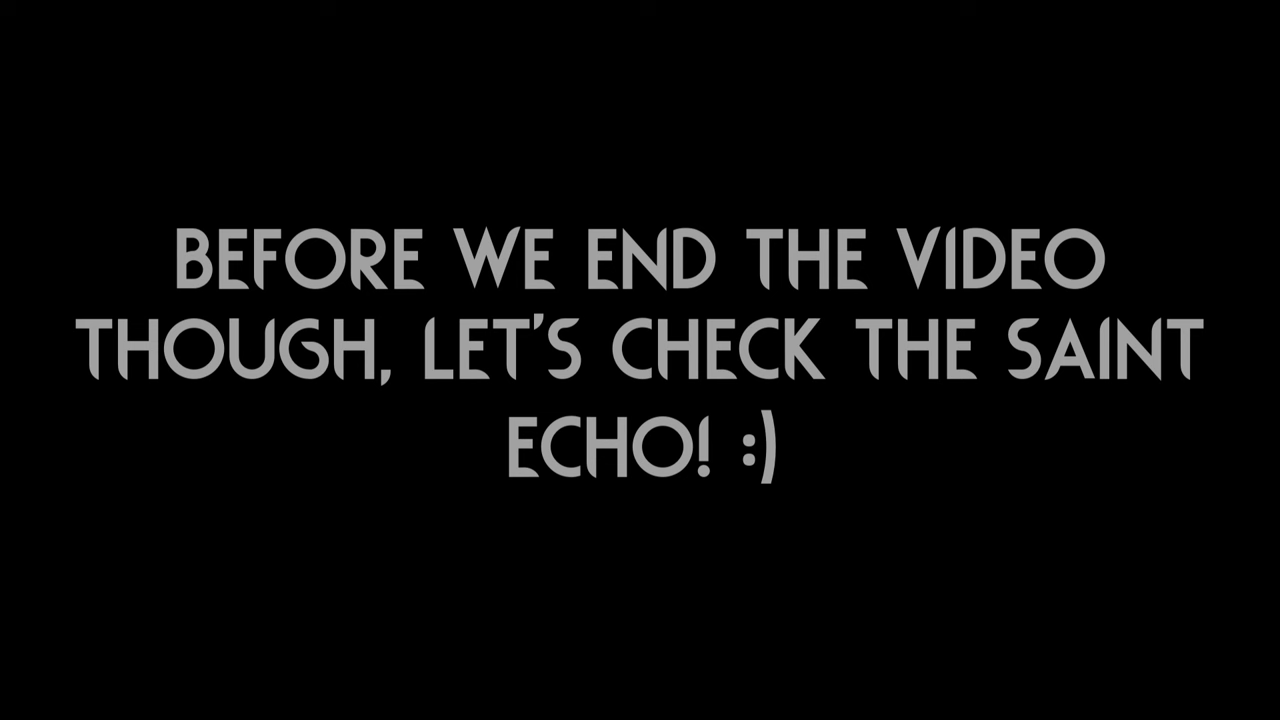 BEFORE WE END THE VIDEO
THOUGH, LET'S CHECK THE SAINT
ECHO! :)